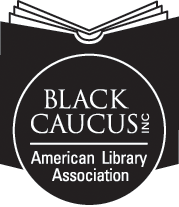 BLACK
CAUCUS INC
American Library
Association